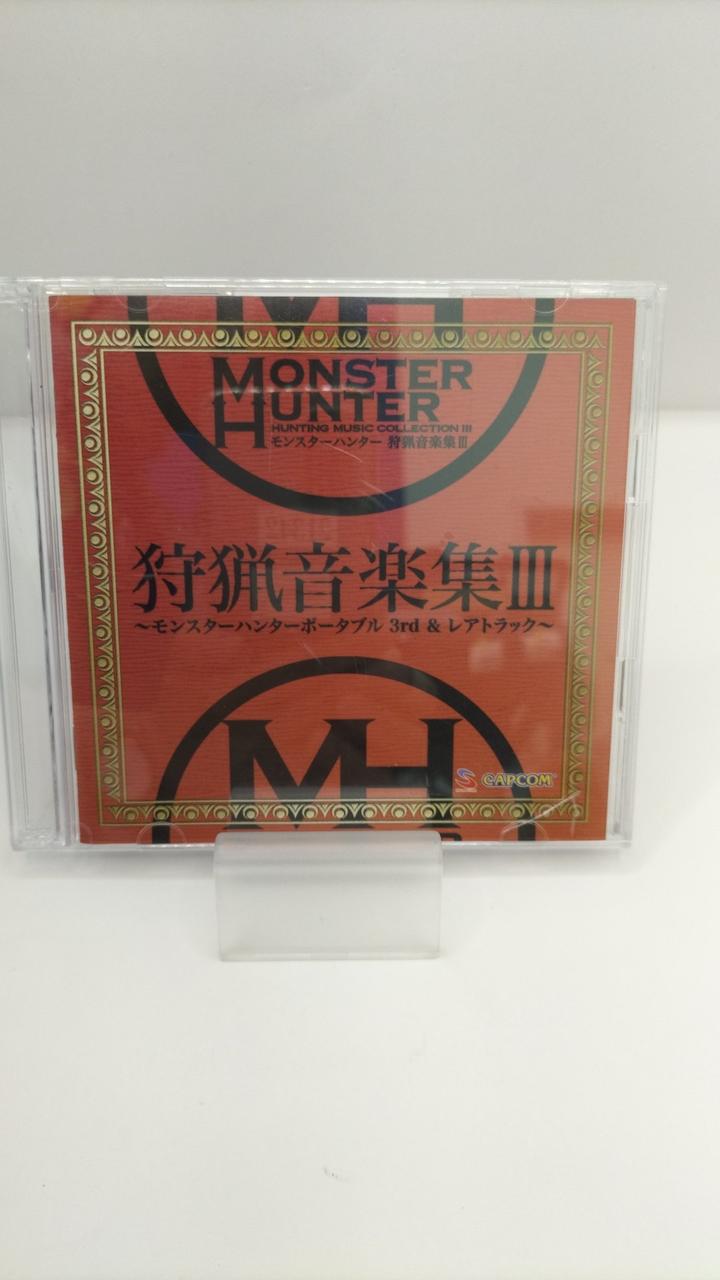 MH
MONSTER
HUNTER
HUNTING MUSIC COLLECTION III
モンスターハンター 狩猟音楽集Ⅲ
狩猟音楽集Ⅲ
～モンスターハンターポータブル 3rd & レアトラック～
MH
CAPCOM